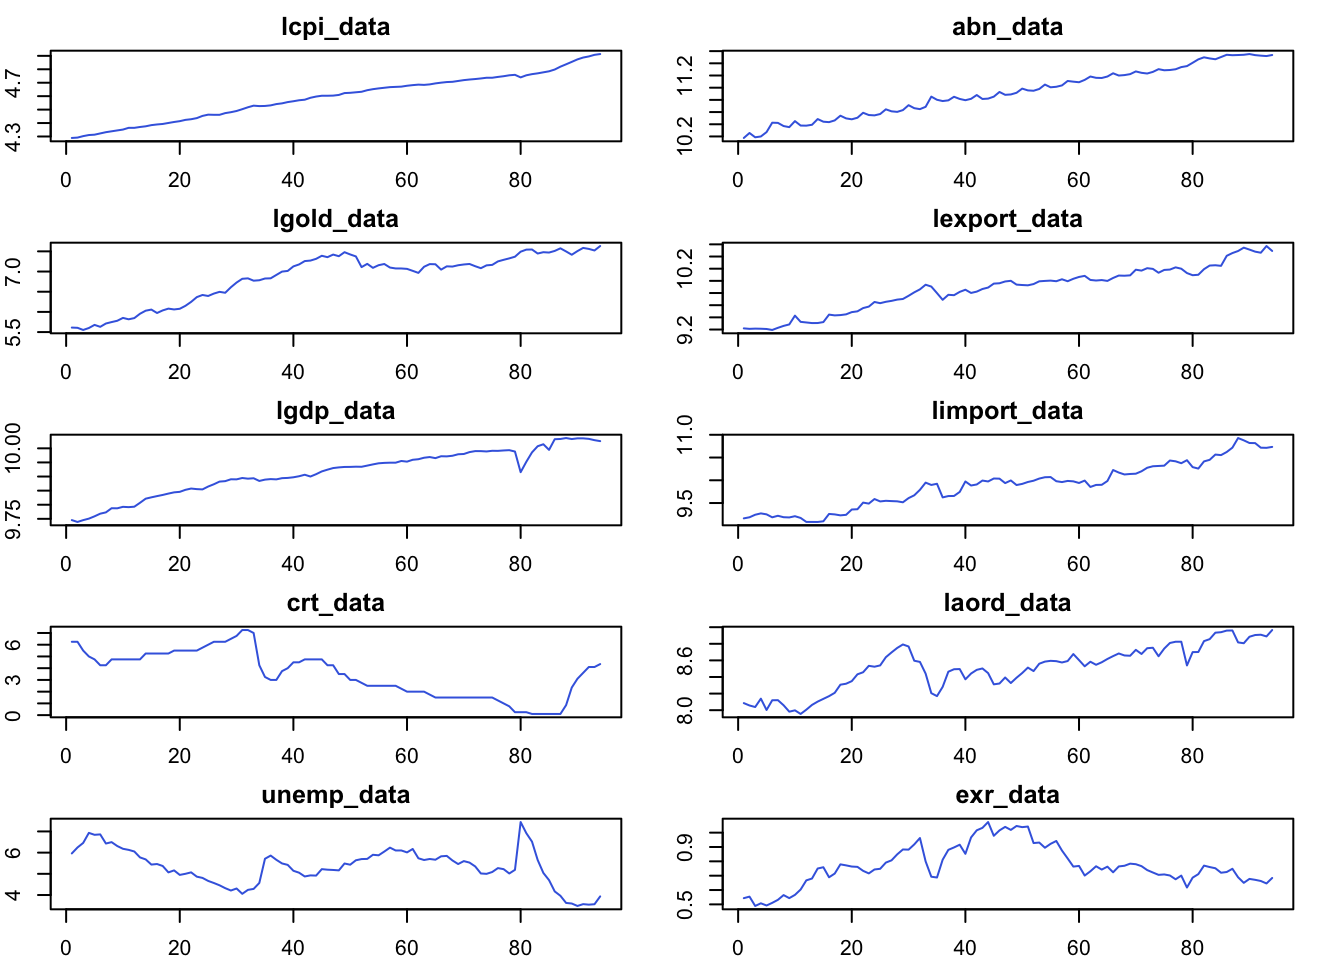 lcpi_data
4.7
4.3
0 20 40 60 80
abn_data
11.2
10.2
0 20 40 60 80
lgold_data
7.0
5.5
0 20 40 60 80
lexport_data
10.2
9.2
0 20 40 60 80
lgdp_data
10.00
9.75
0 20 40 60 80
limport_data
11.0
9.5
0 20 40 60 80
crt_data
6
3
0
0 20 40 60 80
laord_data
8.6
8.0
0 20 40 60 80
unemp_data
6
4
0 20 40 60 80
exr_data
0.9
0.5
0 20 40 60 80